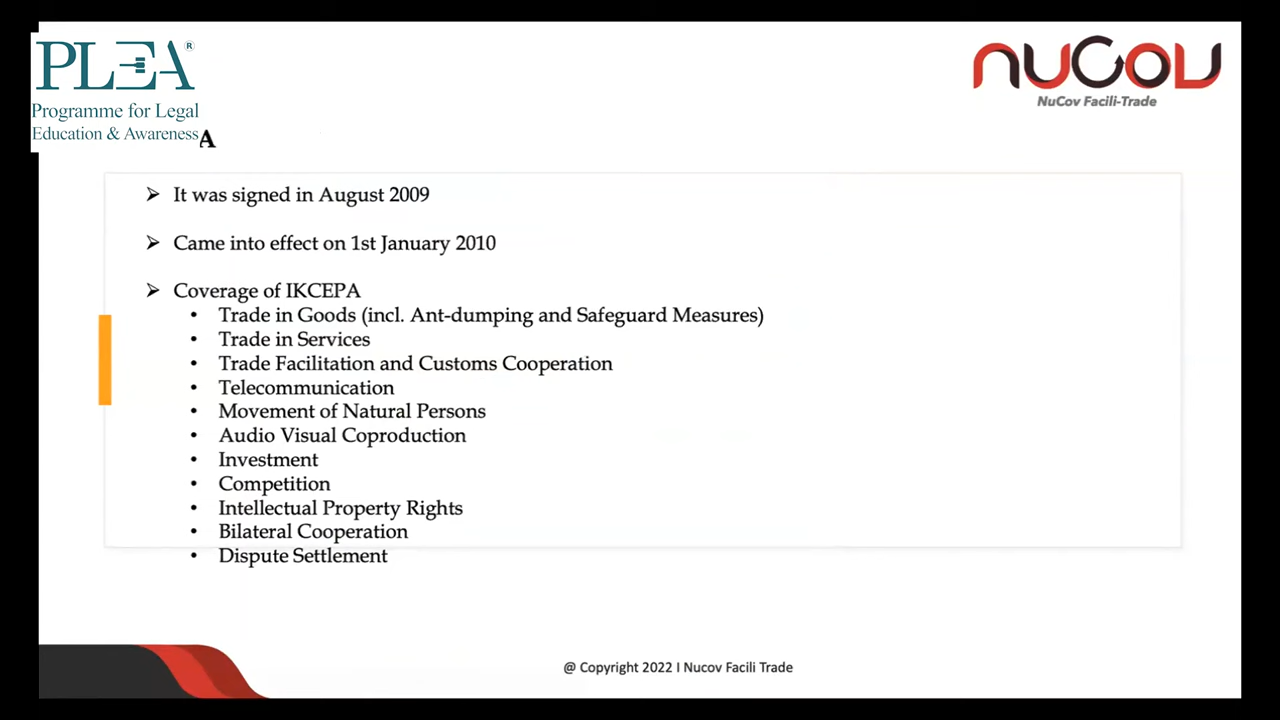 PLEA®
Programme for Legal
Education & Awareness
A
nuCov
NuCov Facili-Trade
➢ It was signed in August 2009
➢ Came into effect on 1st January 2010
➢ Coverage of IKCEPA
• Trade in Goods (incl. Ant-dumping and Safeguard Measures)
• Trade in Services
• Trade Facilitation and Customs Cooperation
• Telecommunication
• Movement of Natural Persons
• Audio Visual Coproduction
• Investment
• Competition
• Intellectual Property Rights
• Bilateral Cooperation
• Dispute Settlement
@ Copyright 2022 I Nucov Facili Trade